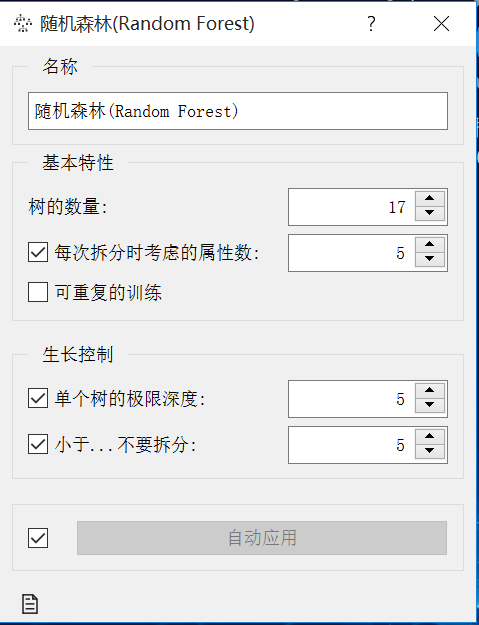 随机森林(Random Forest)
?
名称
随机森林(Random Forest)
基本特性
树的数量: 17
每次拆分时考虑的属性数: 5
可重复的训练
生长控制
单个树的极限深度: 5
小于...不要拆分: 5
自动应用